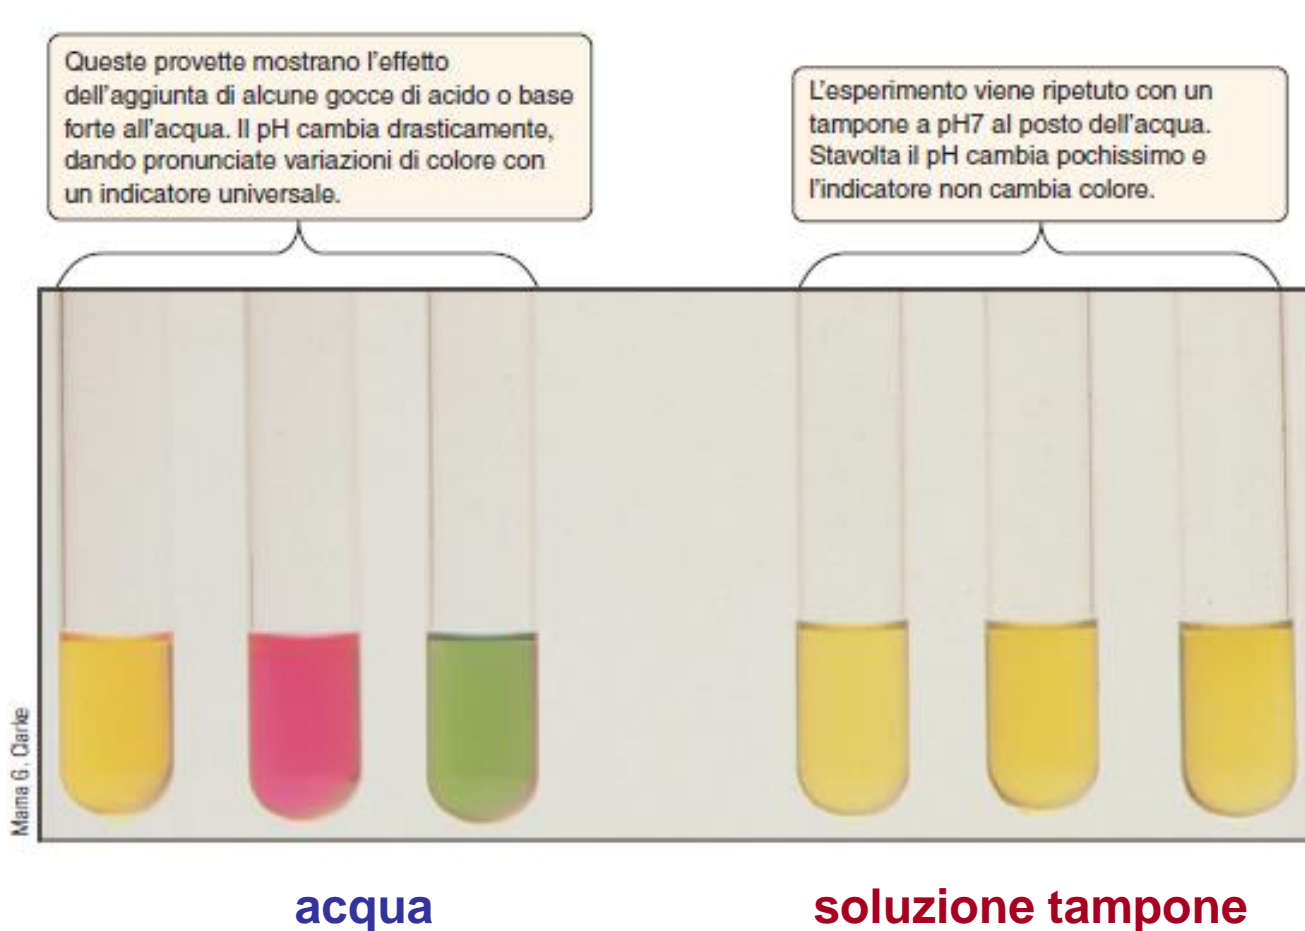 Queste provette mostrano l'effetto
dell'aggiunta di alcune gocce di acido o base
forte all'acqua. Il pH cambia drasticamente,
dando pronunciate variazioni di colore con
un indicatore universale.
L'esperimento viene ripetuto con un
tampone a pH7 al posto dell'acqua.
Stavolta il pH cambia pochissimo e
l'indicatore non cambia colore.
Mama G. Clarke
acqua
soluzione tampone